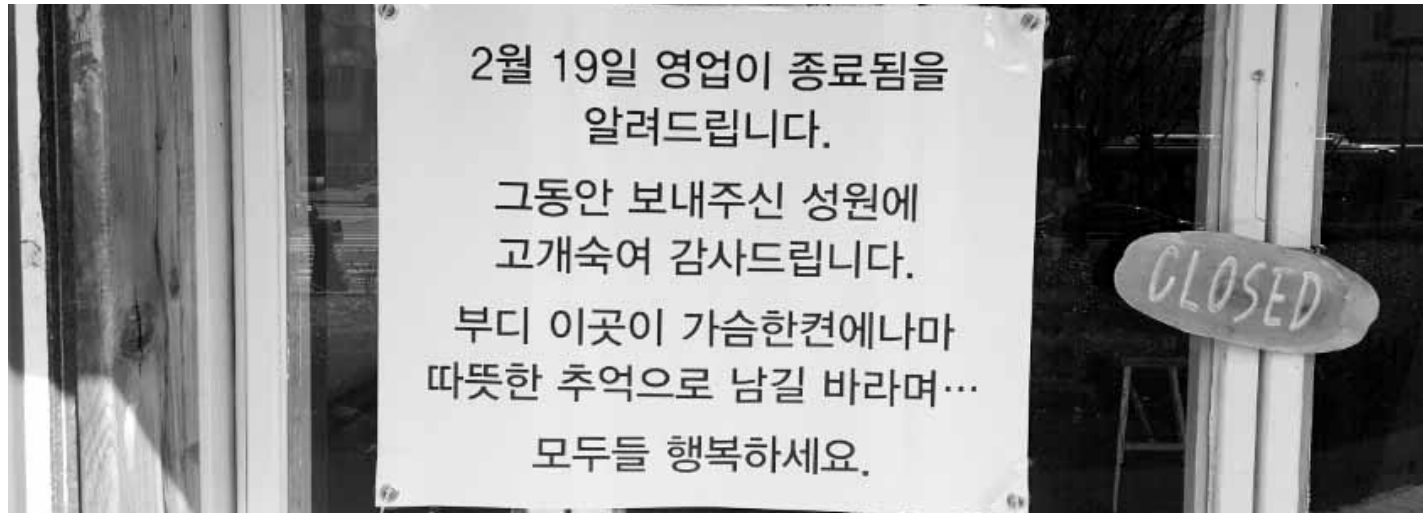 2월 19일 영업이 종료됨을
알려드립니다.
그동안 보내주신 성원에
고개숙여 감사드립니다.
부디 이곳이 가슴한켠에나마
따뜻한 추억으로 남길 바라며…
모두들 행복하세요.
CLOSED